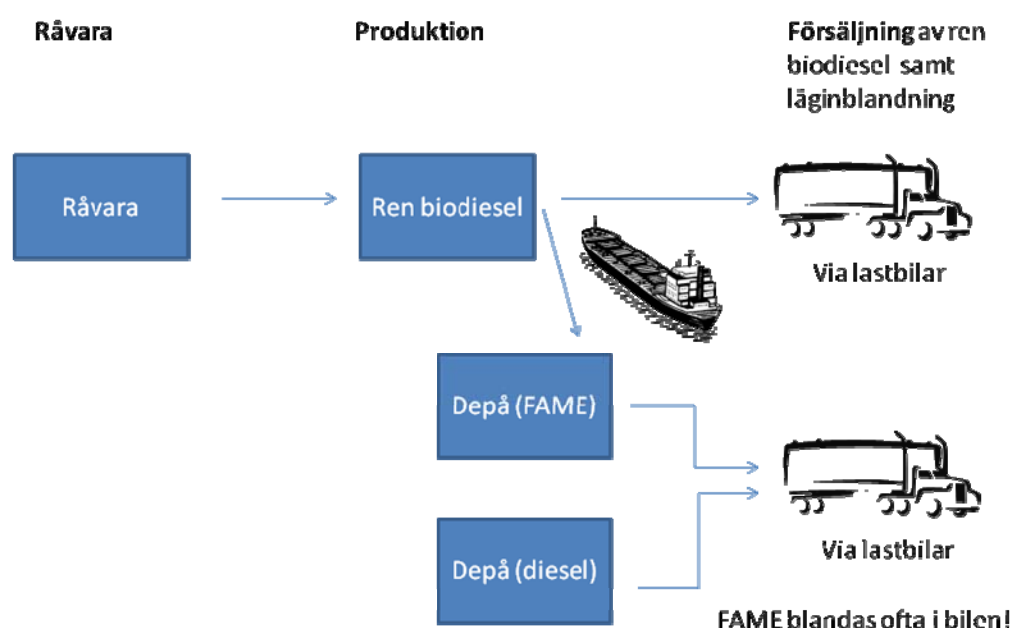 Råvara
Produktion
Försäljning av ren
biodiesel samt
låginblandning
Råvara
Ren biodiesel
Via lastbilar
Depå (FAME)
Depå (diesel)
Via lastbilar
FAME blandas ofta i bilen!